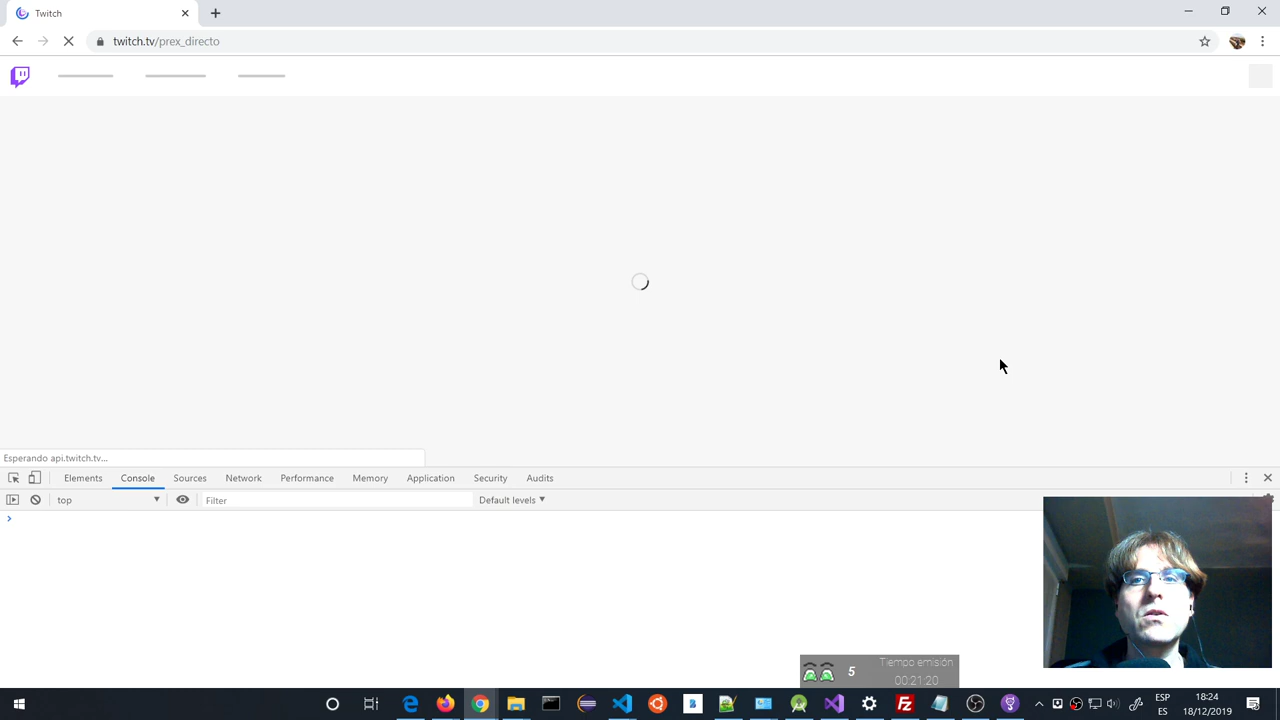 Twitch
twitch.tv/prex_directo
Esperando api.twitch.tv...
Elements Console Sources Network Performance Memory Application Security Audits
top Filter Default levels
5 Tiempo emisión
00:21:20
ESP 18:24
ES 18/12/2019